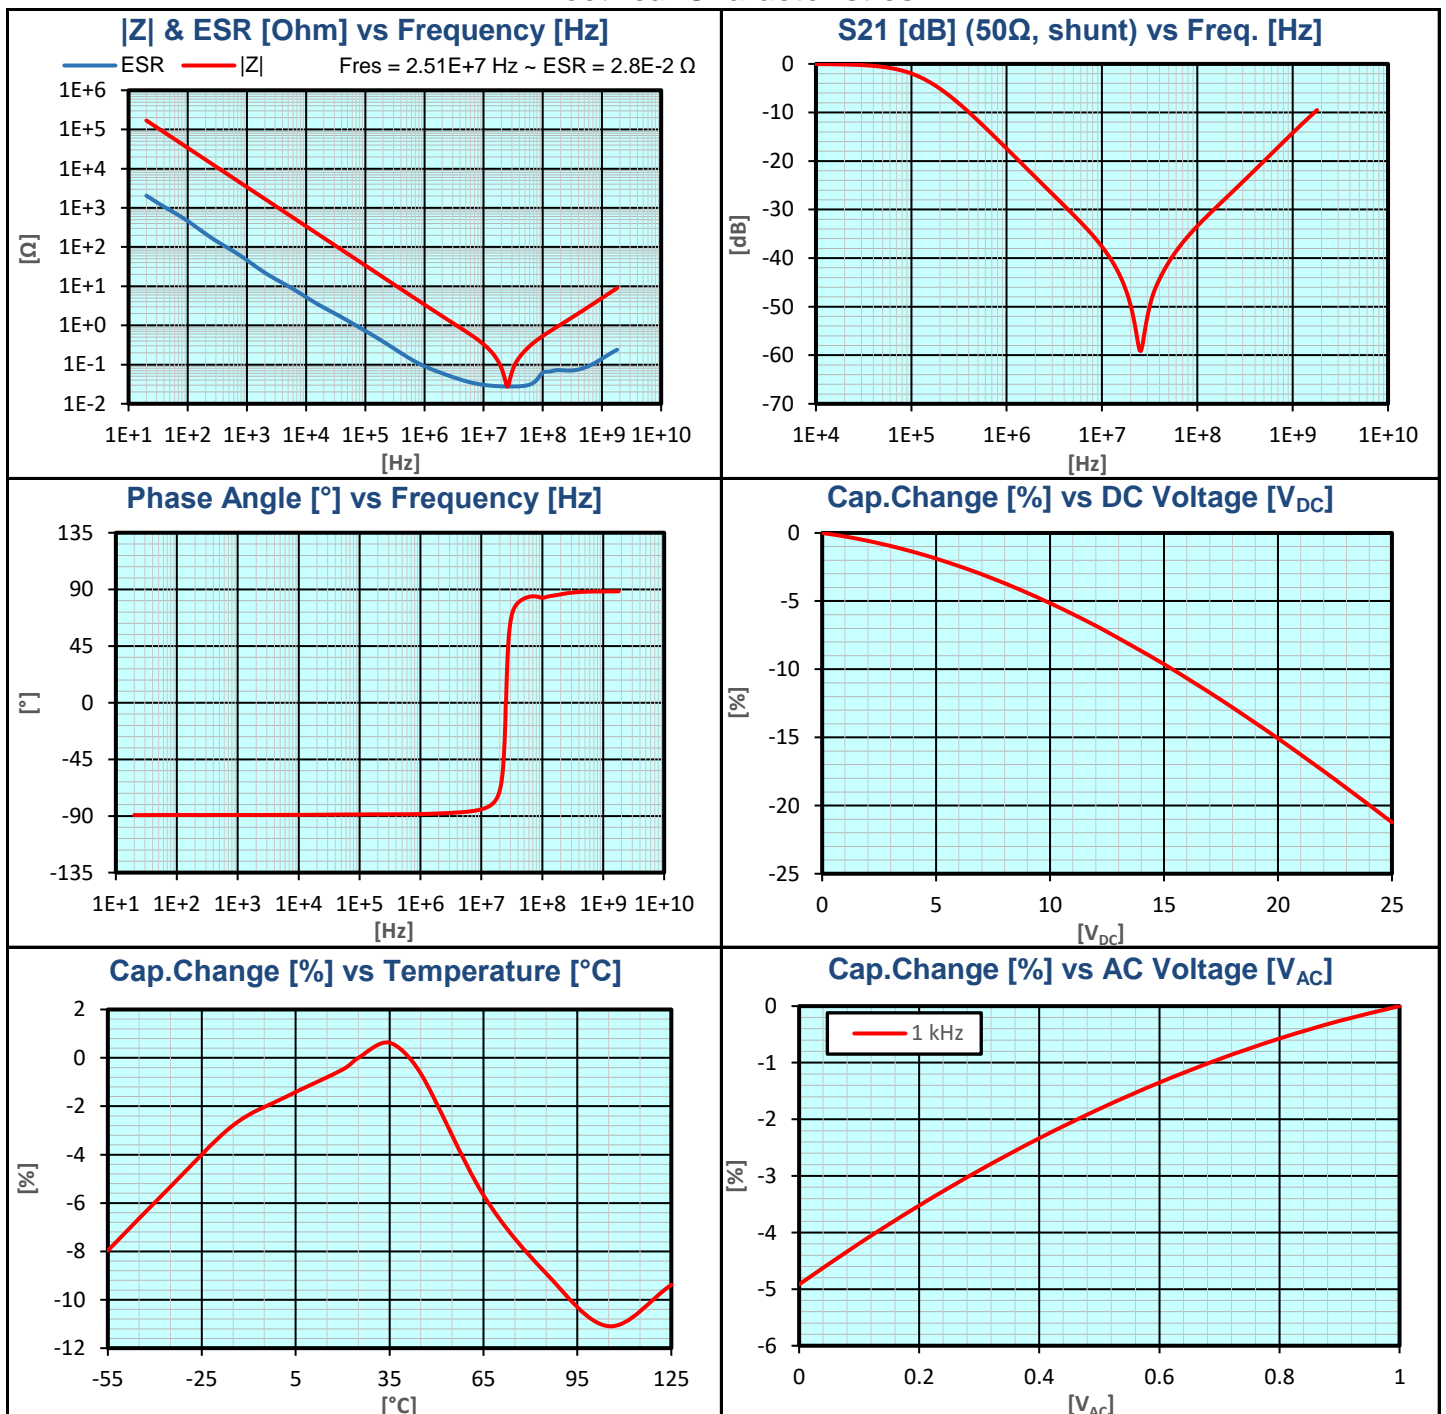 |Z| & ESR [Ohm] vs Frequency [Hz]
ESR |Z| Fres = 2.51E+7 Hz ~ ESR = 2.8E-2 Ω
1E+6
1E+5
1E+4
1E+3
1E+2
1E+1
1E+0
1E-1
1E-2
[Ω]
1E+1 1E+2 1E+3 1E+4 1E+5 1E+6 1E+7 1E+8 1E+9 1E+10
[Hz]
S21 [dB] (50Ω, shunt) vs Freq. [Hz]
0
-10
-20
-30
-40
-50
-60
-70
[dB]
1E+4 1E+5 1E+6 1E+7 1E+8 1E+9 1E+10
[Hz]
Phase Angle [°] vs Frequency [Hz]
135
90
45
0
-45
-90
-135
[°]
1E+1 1E+2 1E+3 1E+4 1E+5 1E+6 1E+7 1E+8 1E+9 1E+10
[Hz]
Cap.Change [%] vs DC Voltage [VDC]
0
-5
-10
-15
-20
-25
[%]
0 5 10 15 20 25
[VDC]
Cap.Change [%] vs Temperature [°C]
2
0
-2
-4
-6
-8
-10
-12
[%]
-55 -25 5 35 65 95 125
[°C]
Cap.Change [%] vs AC Voltage [VAC]
1 kHz
0
-1
-2
-3
-4
-5
-6
[%]
0 0.2 0.4 0.6 0.8 1
[VAC]